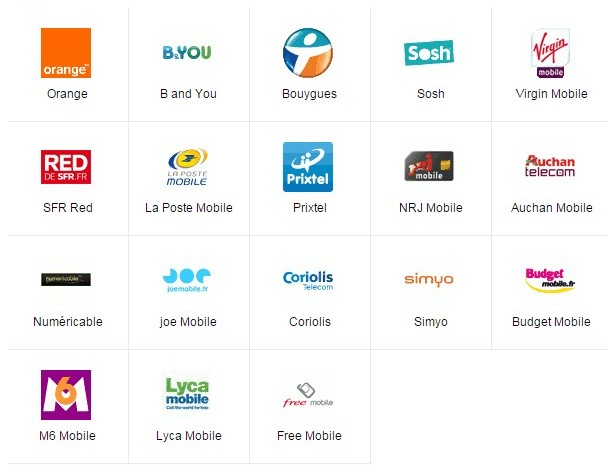 orange™
B&YOU
Sosh
Virgin
mobile
Orange
B and You
Bouygues
Sosh
Virgin Mobile
RED
DE SFR.FR
LA POSTE
MOBILE
Prixtel
NRJ
mobile
Auchan
telecom
SFR Red
La Poste Mobile
Prixtel
NRJ Mobile
Auchan Mobile
numericable
JOE
joemobile.fr
Coriolis
Telecom
simyo
Budget
mobile.fr
Numéricable
joe Mobile
Coriolis
Simyo
Budget Mobile
M6
Lyca
mobile
Call the world for less
free mobile
M6 Mobile
Lyca Mobile
Free Mobile